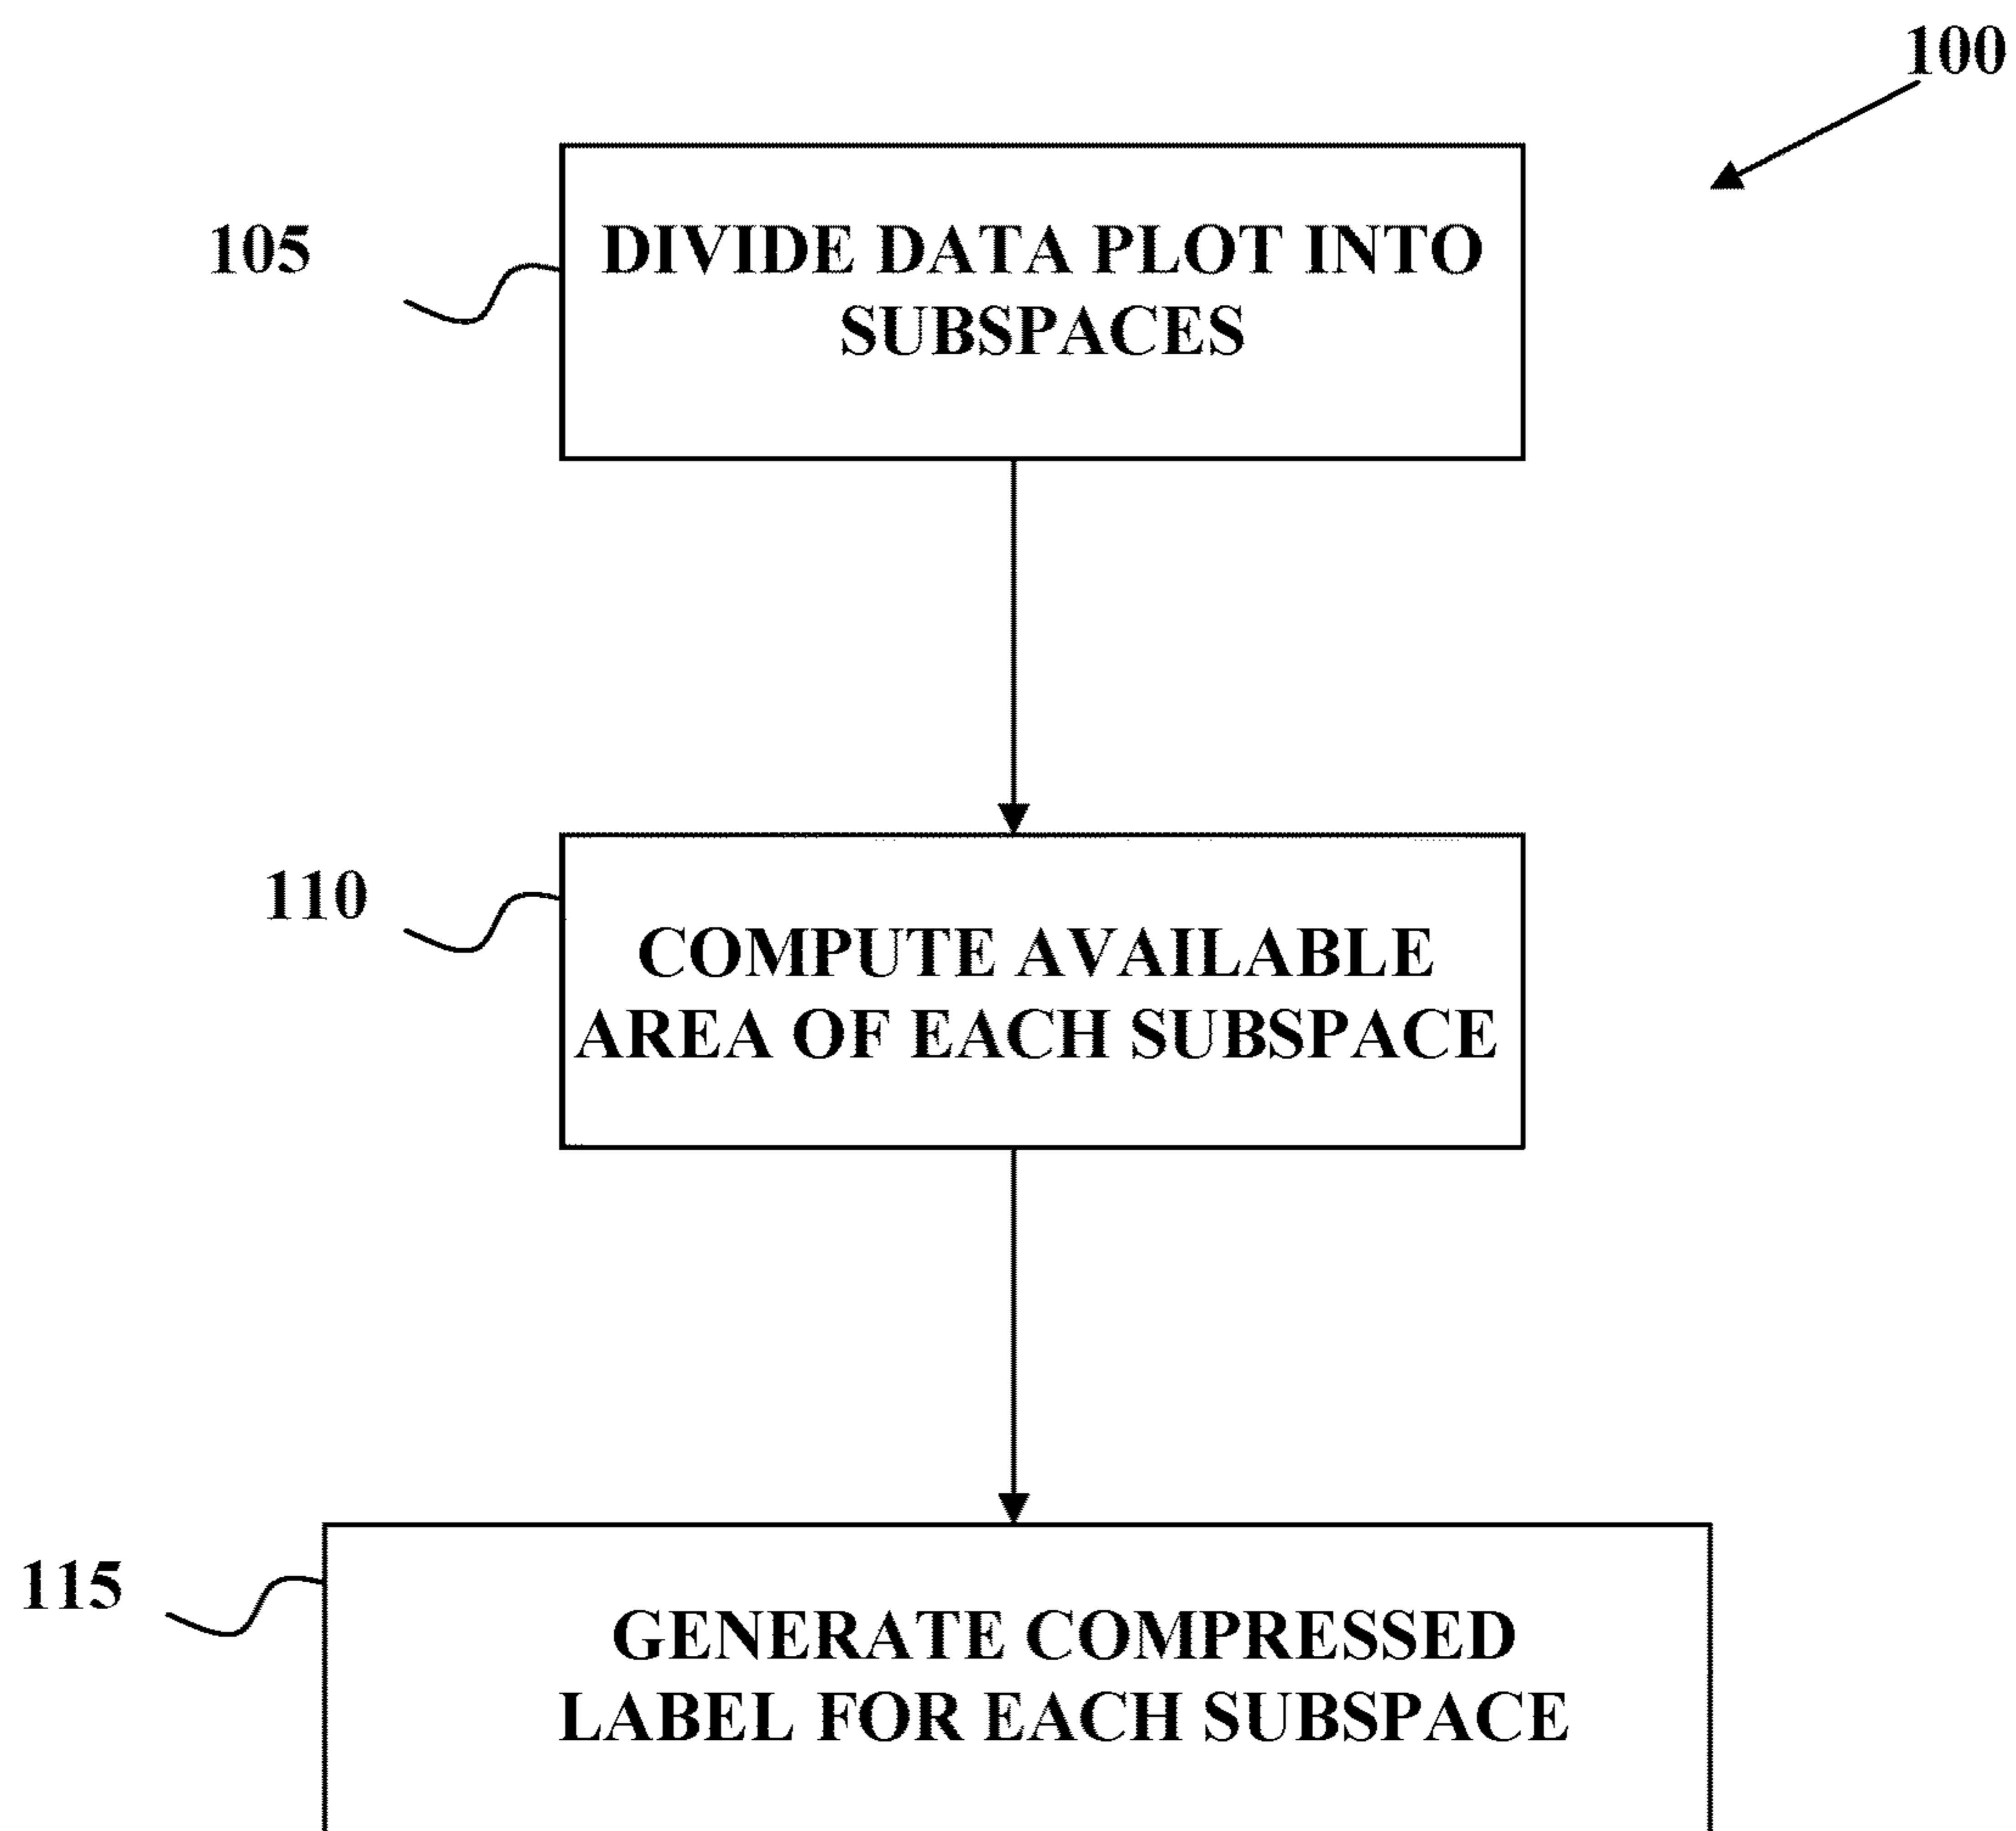 100
105
DIVIDE DATA PLOT INTO
SUBSPACES
110
COMPUTE AVAILABLE
AREA OF EACH SUBSPACE
115
GENERATE COMPRESSED
LABEL FOR EACH SUBSPACE